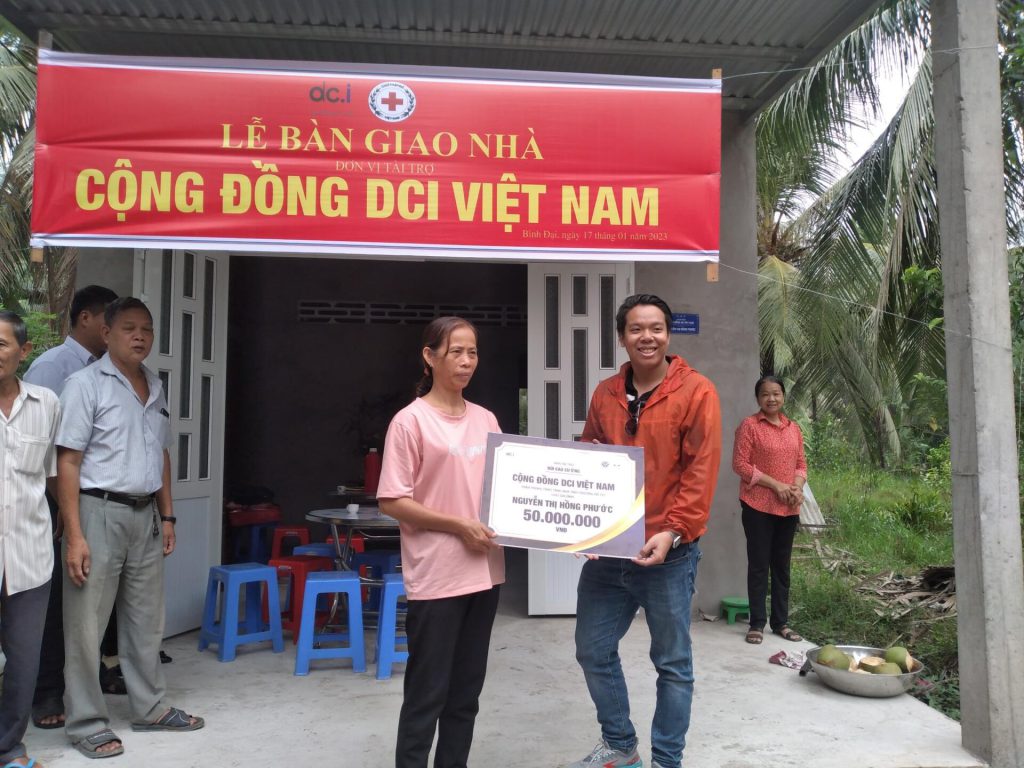 dc.i
LỄ BÀN GIAO NHÀ
ĐƠN VỊ TÀI TRỢ
CỘNG ĐỒNG DCI VIỆT NAM
Bình Đại, ngày 17 tháng 01 năm 2023
CỘNG ĐỒNG DCI VIỆT NAM
NGUYỄN THỊ HỒNG PHƯỚC
50.000.000
VNĐ